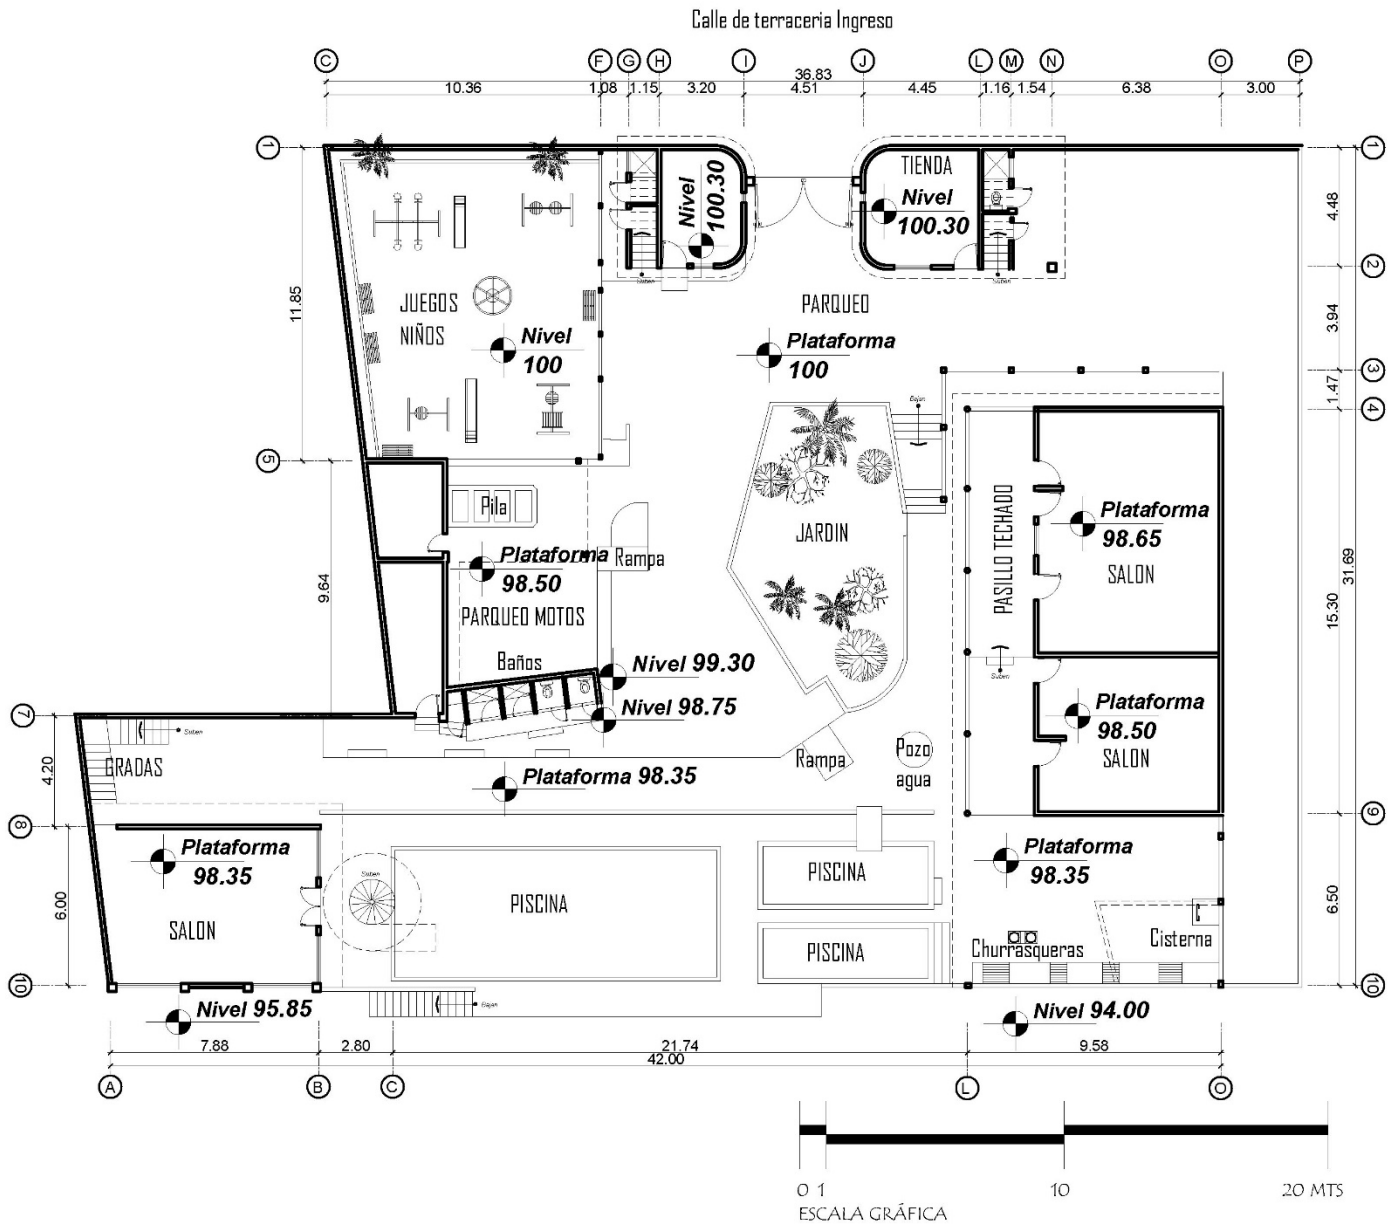 Calle de terraceria Ingreso
C F G H I J L M N O P
36.83
10.36 1.08 1.15 3.20 4.51 4.45 1.16 1.54 6.38 3.00
1 1
TIENDA
Nivel
100.30
Nivel
100.30
4.48
Suben
Suben
2
11.85
JUEGOS
NIÑOS
PARQUEO
3.94
Nivel
100
Plataforma
100
3
1.47
Bajan
4
5
Pila
JARDIN
PASILLO TECHADO
Plataforma
98.65
SALON
Plataforma
98.50
Rampa
31.69
9.64
15.30
PARQUEO MOTOS
Baños
Nivel 99.30
Suben
Nivel 98.75
Plataforma
98.50
SALON
7
Suben
4.20
GRADAS
Rampa
Pozo
agua
Plataforma 98.35
8 9
Plataforma
98.35
Plataforma
98.35
Suben
PISCINA
PISCINA
6.00
6.50
SALON
PISCINA
Churrasqueras
Cisterna
10 10
Bajan
Nivel 95.85
Nivel 94.00
7.88 2.80 21.74 9.58
42.00
A B C L O
0 1 10 20 MTS
ESCALA GRÁFICA